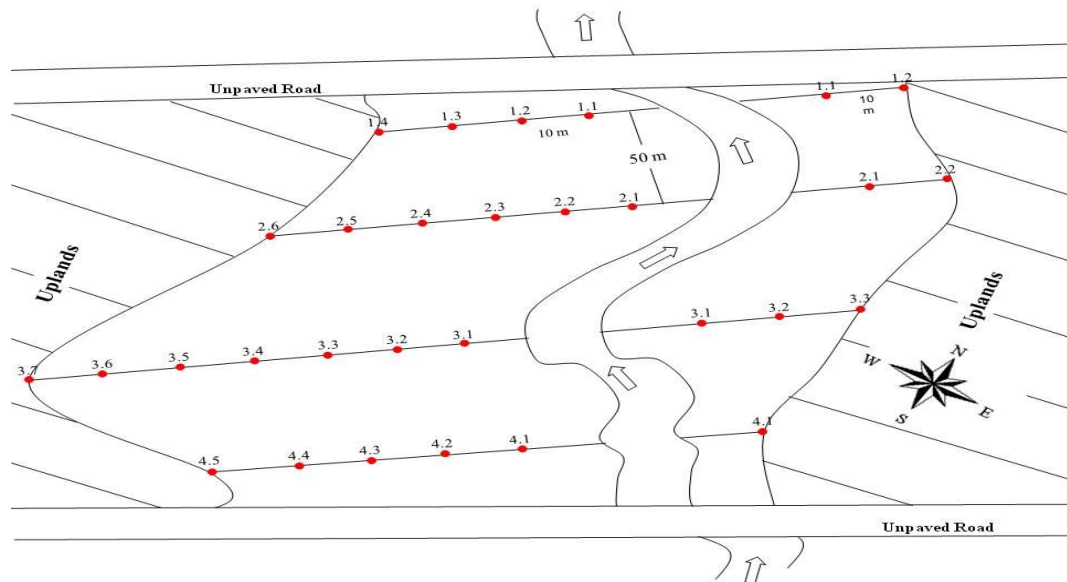 Unpaved Road
1.4 1.3 1.2 1.1
10 m
1.1 1.2
10
m
50 m
2.6 2.5 2.4 2.3 2.2 2.1
2.1 2.2
Uplands
3.7 3.6 3.5 3.4 3.3 3.2 3.1
3.1 3.2 3.3
Uplands
N
W
E
S
4.5 4.4 4.3 4.2 4.1
4.1
Unpaved Road